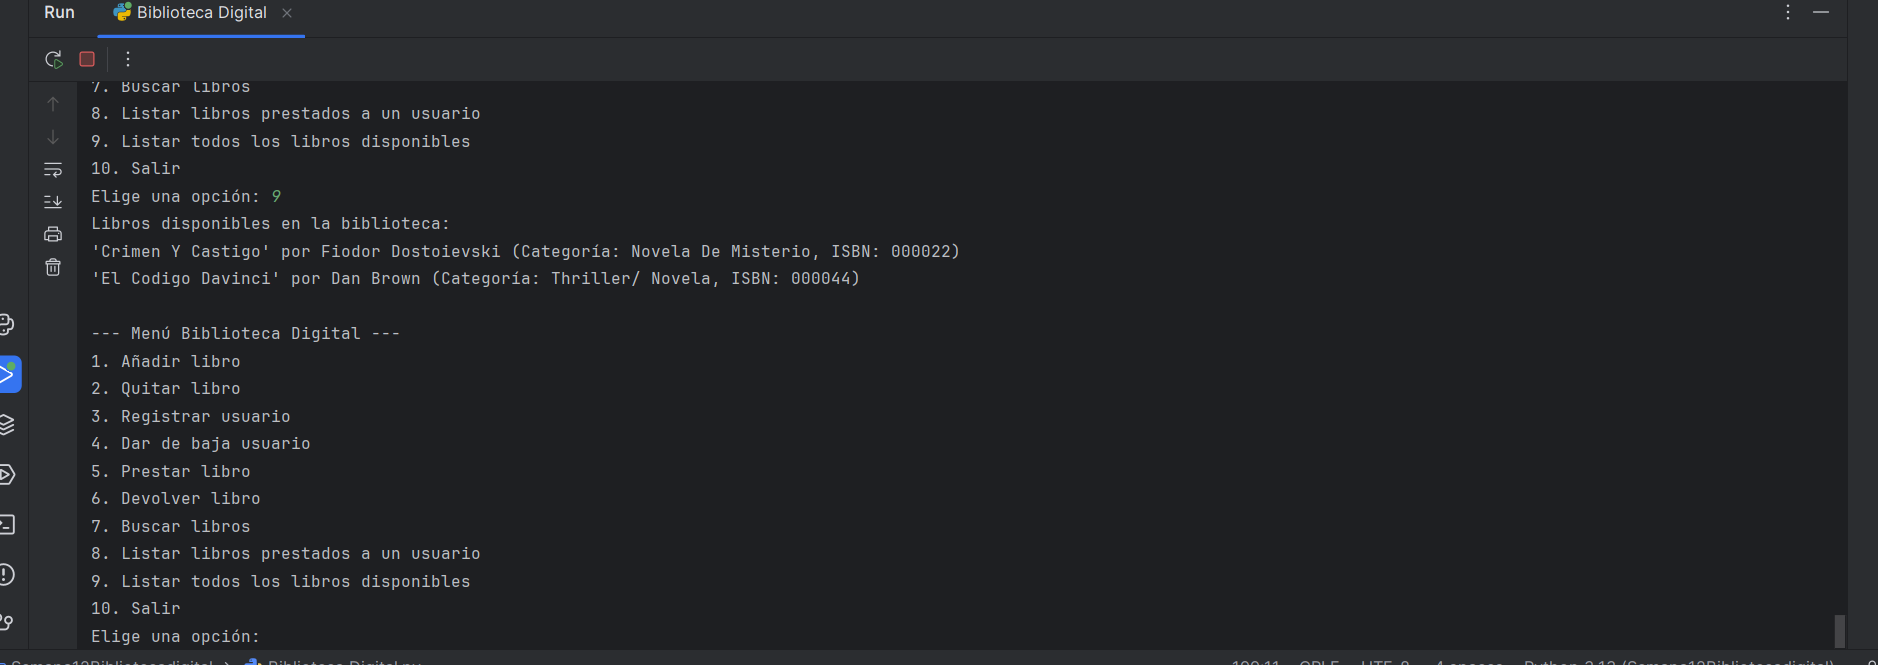 Run Biblioteca Digital
7. Buscar libros
8. Listar libros prestados a un usuario
9. Listar todos los libros disponibles
10. Salir
Elige una opción: 9
Libros disponibles en la biblioteca:
'Crimen Y Castigo' por Fiodor Dostoievski (Categoría: Novela De Misterio, ISBN: 000022)
'El Codigo Davinci' por Dan Brown (Categoría: Thriller/ Novela, ISBN: 000044)
--- Menú Biblioteca Digital ---
1. Añadir libro
2. Quitar libro
3. Registrar usuario
4. Dar de baja usuario
5. Prestar libro
6. Devolver libro
7. Buscar libros
8. Listar libros prestados a un usuario
9. Listar todos los libros disponibles
10. Salir
Elige una opción: